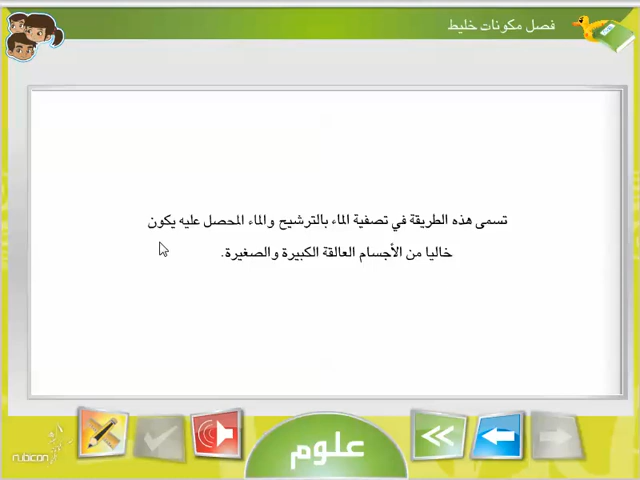 فصل مكونات خليط
تسمى هذه الطريقة في تصفية الماء بالترشيح والماء المحصل عليه يكون
خاليا من الأجسام العالقة الكبيرة والصغيرة.
علوم
rubicon